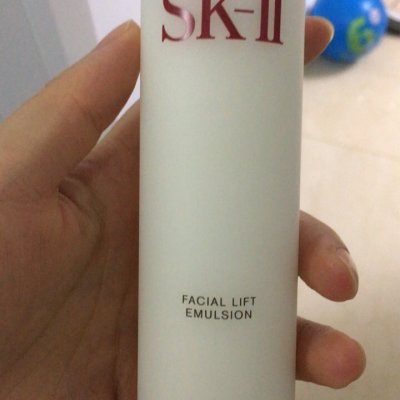 SK-II
FACIAL LIFT
EMULSION